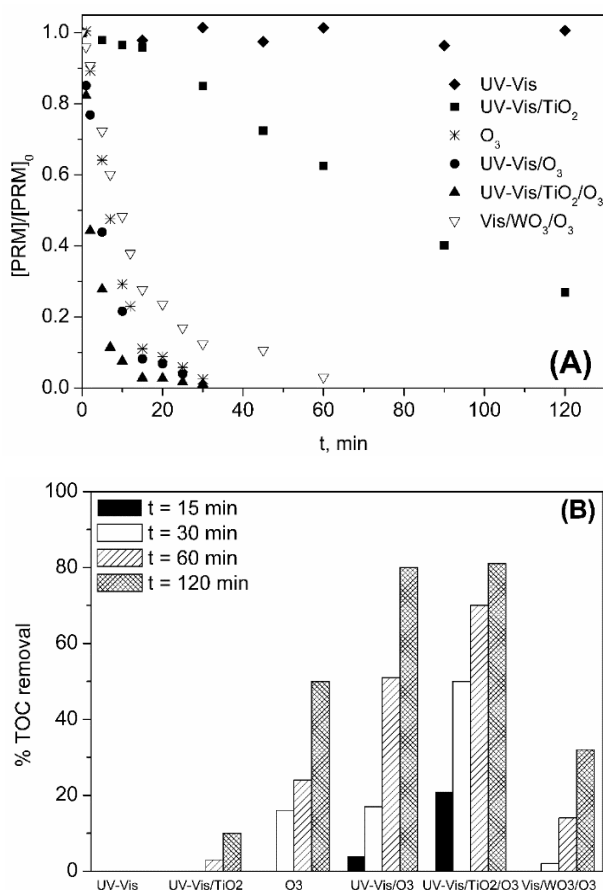 1.0
0.8
0.6
0.4
0.2
0.0
[PRM]/[PRM]₀
UV-Vis
UV-Vis/TiO₂
O₃
UV-Vis/O₃
UV-Vis/TiO₂/O₃
Vis/WO₃/O₃
(A)
0 20 40 60 80 100 120
t, min
100
80
60
40
20
0
% TOC removal
t = 15 min
t = 30 min
t = 60 min
t = 120 min
(B)
UV-Vis UV-Vis/TiO2 O3 UV-Vis/O3 UV-Vis/TiO2/O3 Vis/WO3/O3